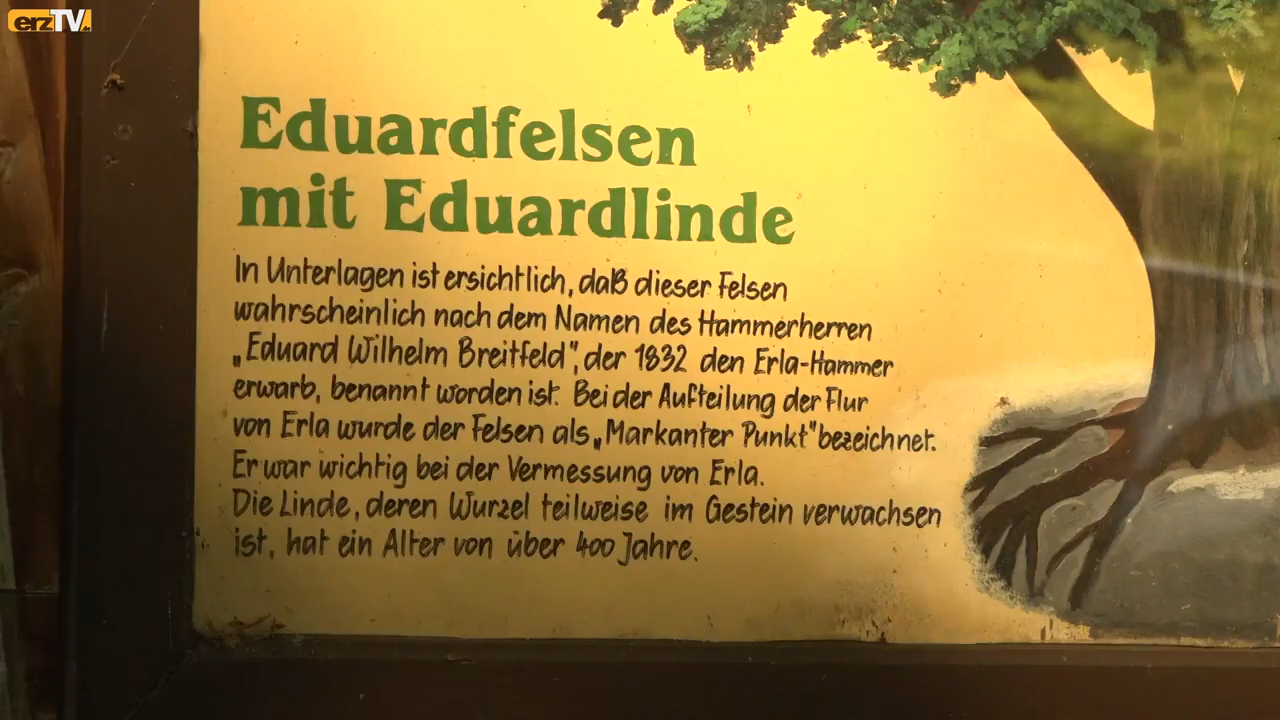 erzTV.de
Eduardfelsen
mit Eduardlinde
In Unterlagen ist ersichtlich, daß dieser Felsen
wahrscheinlich nach dem Namen des Hammerherren
„Eduard Wilhelm Breitfeld", der 1832 den Erla-Hammer
erwarb, benannt worden ist. Bei der Aufteilung der Flur
von Erla wurde der Felsen als „Markanter Punkt" bezeichnet.
Er war wichtig bei der Vermessung von Erla.
Die Linde, deren Wurzel teilweise im Gestein verwachsen
ist, hat ein Alter von über 400 Jahre.